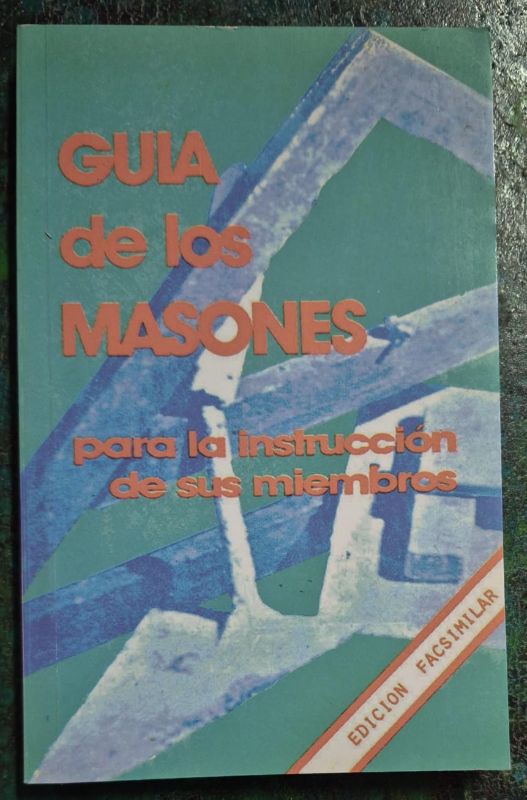 GUIA
de los
MASONES
para la instrucción
de sus miembros
EDICION FACSIMILAR